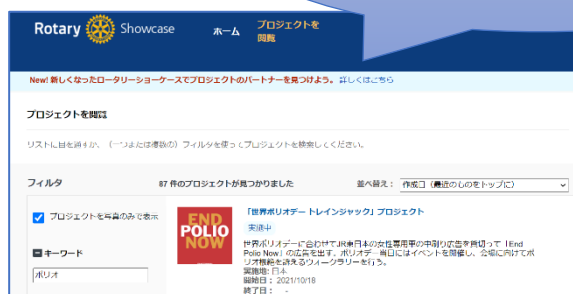 Rotary Showcase
ホーム
プロジェクトを
閲覧
New! 新しくなったロータリーショーケースでプロジェクトのパートナーを見つけよう。 詳しくはこちら
プロジェクトを閲覧
リストに目を通すか、（一つまたは複数の）フィルタを使ってプロジェクトを検索してください。
フィルタ
87 件のプロジェクトが見つかりました
並べ替え： 作成日（最近のものをトップに）
プロジェクトを写真のみで表示
キーワード
ポリオ
END
POLIO
NOW
「世界ポリオデー トレインジャック」プロジェクト
実施中
世界ポリオデーに合わせてJR東日本の女性専用車の中刷り広告を貸切って「End
Polio Now」の広告を出す。ポリオデー当日にはイベントを開催し、会場に向けてポ
リオ根絶を訴えるウォークラリーを行う。
実施地: 日本
開始日： 2021/10/18
終了日： -